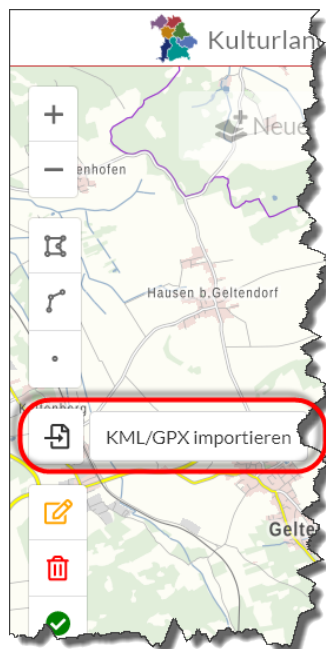 Kulturlan
Neue
enhofen
Hausen b.Geltendorf
KML/GPX importieren
Gelte